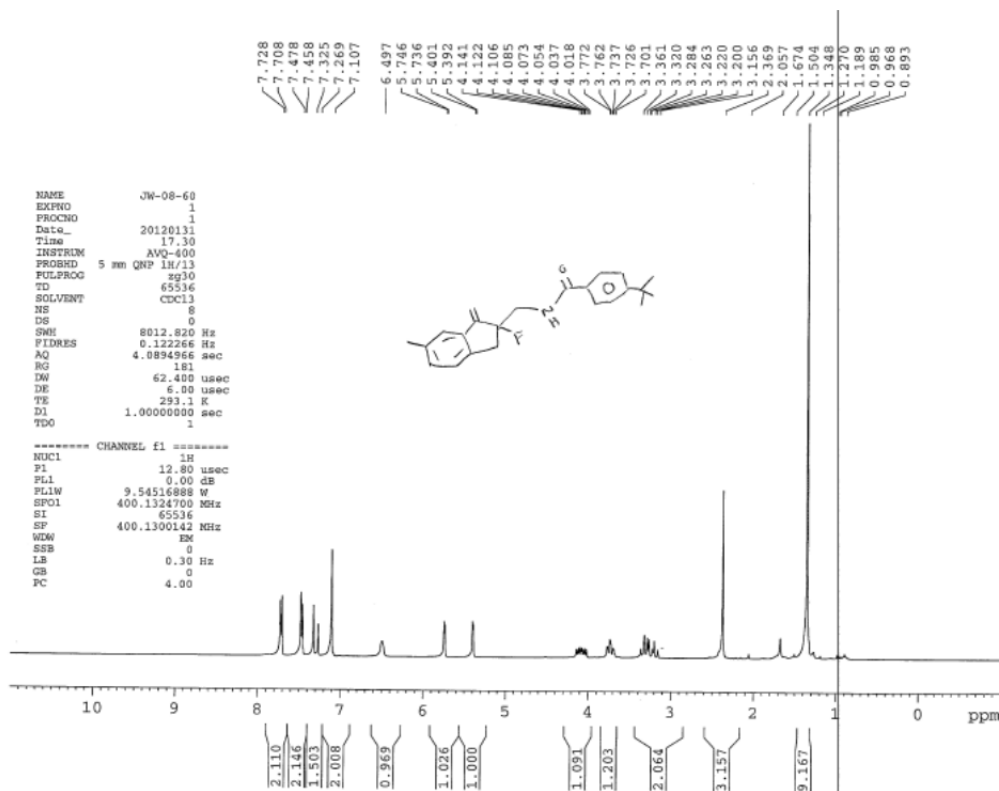 7.728
7.708
7.478
7.458
7.325
7.269
7.107
6.497
5.746
5.736
5.401
5.392
4.141
4.122
4.106
4.085
4.073
4.054
4.037
4.018
3.772
3.762
3.737
3.726
3.701
3.361
3.320
3.284
3.263
3.220
3.200
3.156
2.369
2.057
1.674
1.504
1.348
1.270
1.189
0.985
0.968
0.893
NAME JW-08-60
EXPNO 1
PROCNO 1
Date_ 20120131
Time 17.30
INSTRUM AVQ-400
PROBHD 5 mm QNP 1H/13
PULPROG zg30
TD 65536
SOLVENT CDCl3
NS 8
DS 0
SWH 8012.820 Hz
FIDRES 0.122266 Hz
AQ 4.0894966 sec
RG 181
DW 62.400 usec
DE 6.00 usec
TE 293.1 K
D1 1.00000000 sec
TD0 1
======== CHANNEL f1 ========
NUC1 1H
P1 12.80 usec
PL1 0.00 dB
PL1W 9.54516888 W
SFO1 400.1324700 MHz
SI 65536
SF 400.1300142 MHz
WDW EM
SSB 0
LB 0.30 Hz
GB 0
PC 4.00
O
N
H
F
10 9 8 7 6 5 4 3 2 1 0 ppm
2.110
2.146
1.503
2.008
0.969
1.026
1.000
1.091
1.203
2.064
3.157
9.167